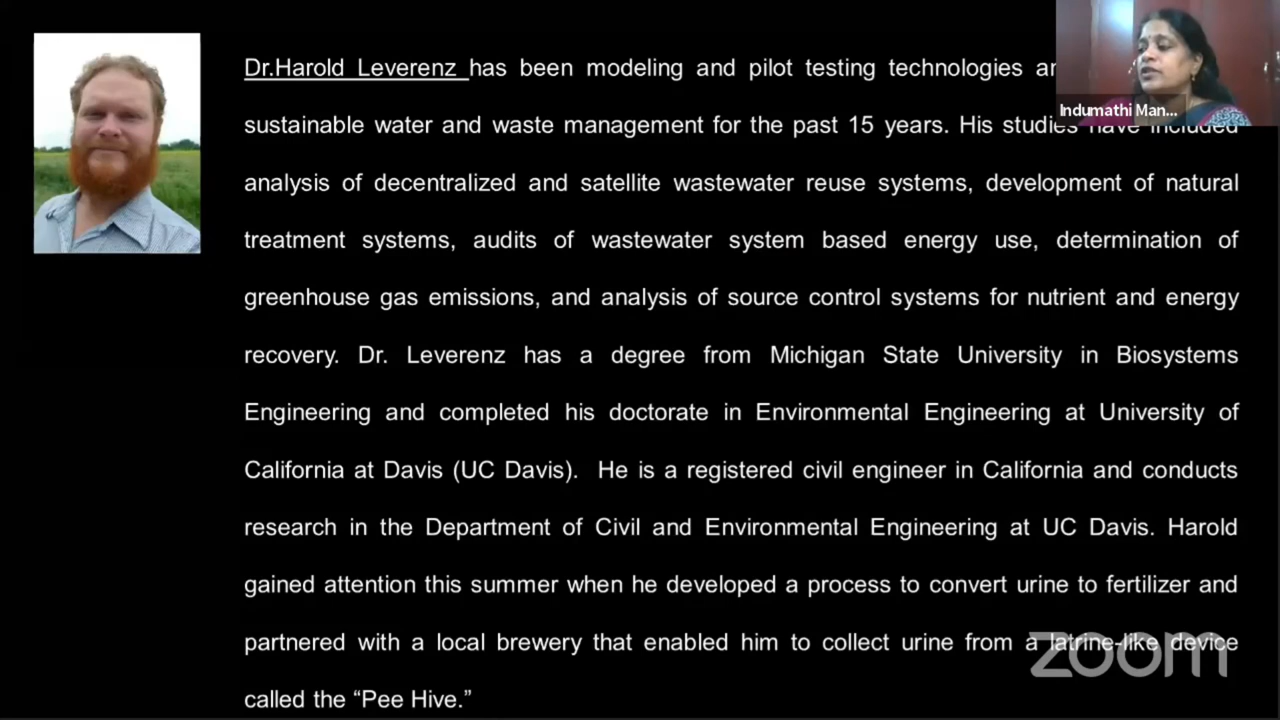 Dr.Harold Leverenz has been modeling and pilot testing technologies
sustainable water and waste management for the past 15 years. His studies have included
analysis of decentralized and satellite wastewater reuse systems, development of natural
treatment systems, audits of wastewater system based energy use, determination of
greenhouse gas emissions, and analysis of source control systems for nutrient and energy
recovery. Dr. Leverenz has a degree from Michigan State University in Biosystems
Engineering and completed his doctorate in Environmental Engineering at University of
California at Davis (UC Davis). He is a registered civil engineer in California and conducts
research in the Department of Civil and Environmental Engineering at UC Davis. Harold
gained attention this summer when he developed a process to convert urine to fertilizer and
partnered with a local brewery that enabled him to collect urine from a latrine-like device
called the “Pee Hive.”
Indumathi Man...
zoom